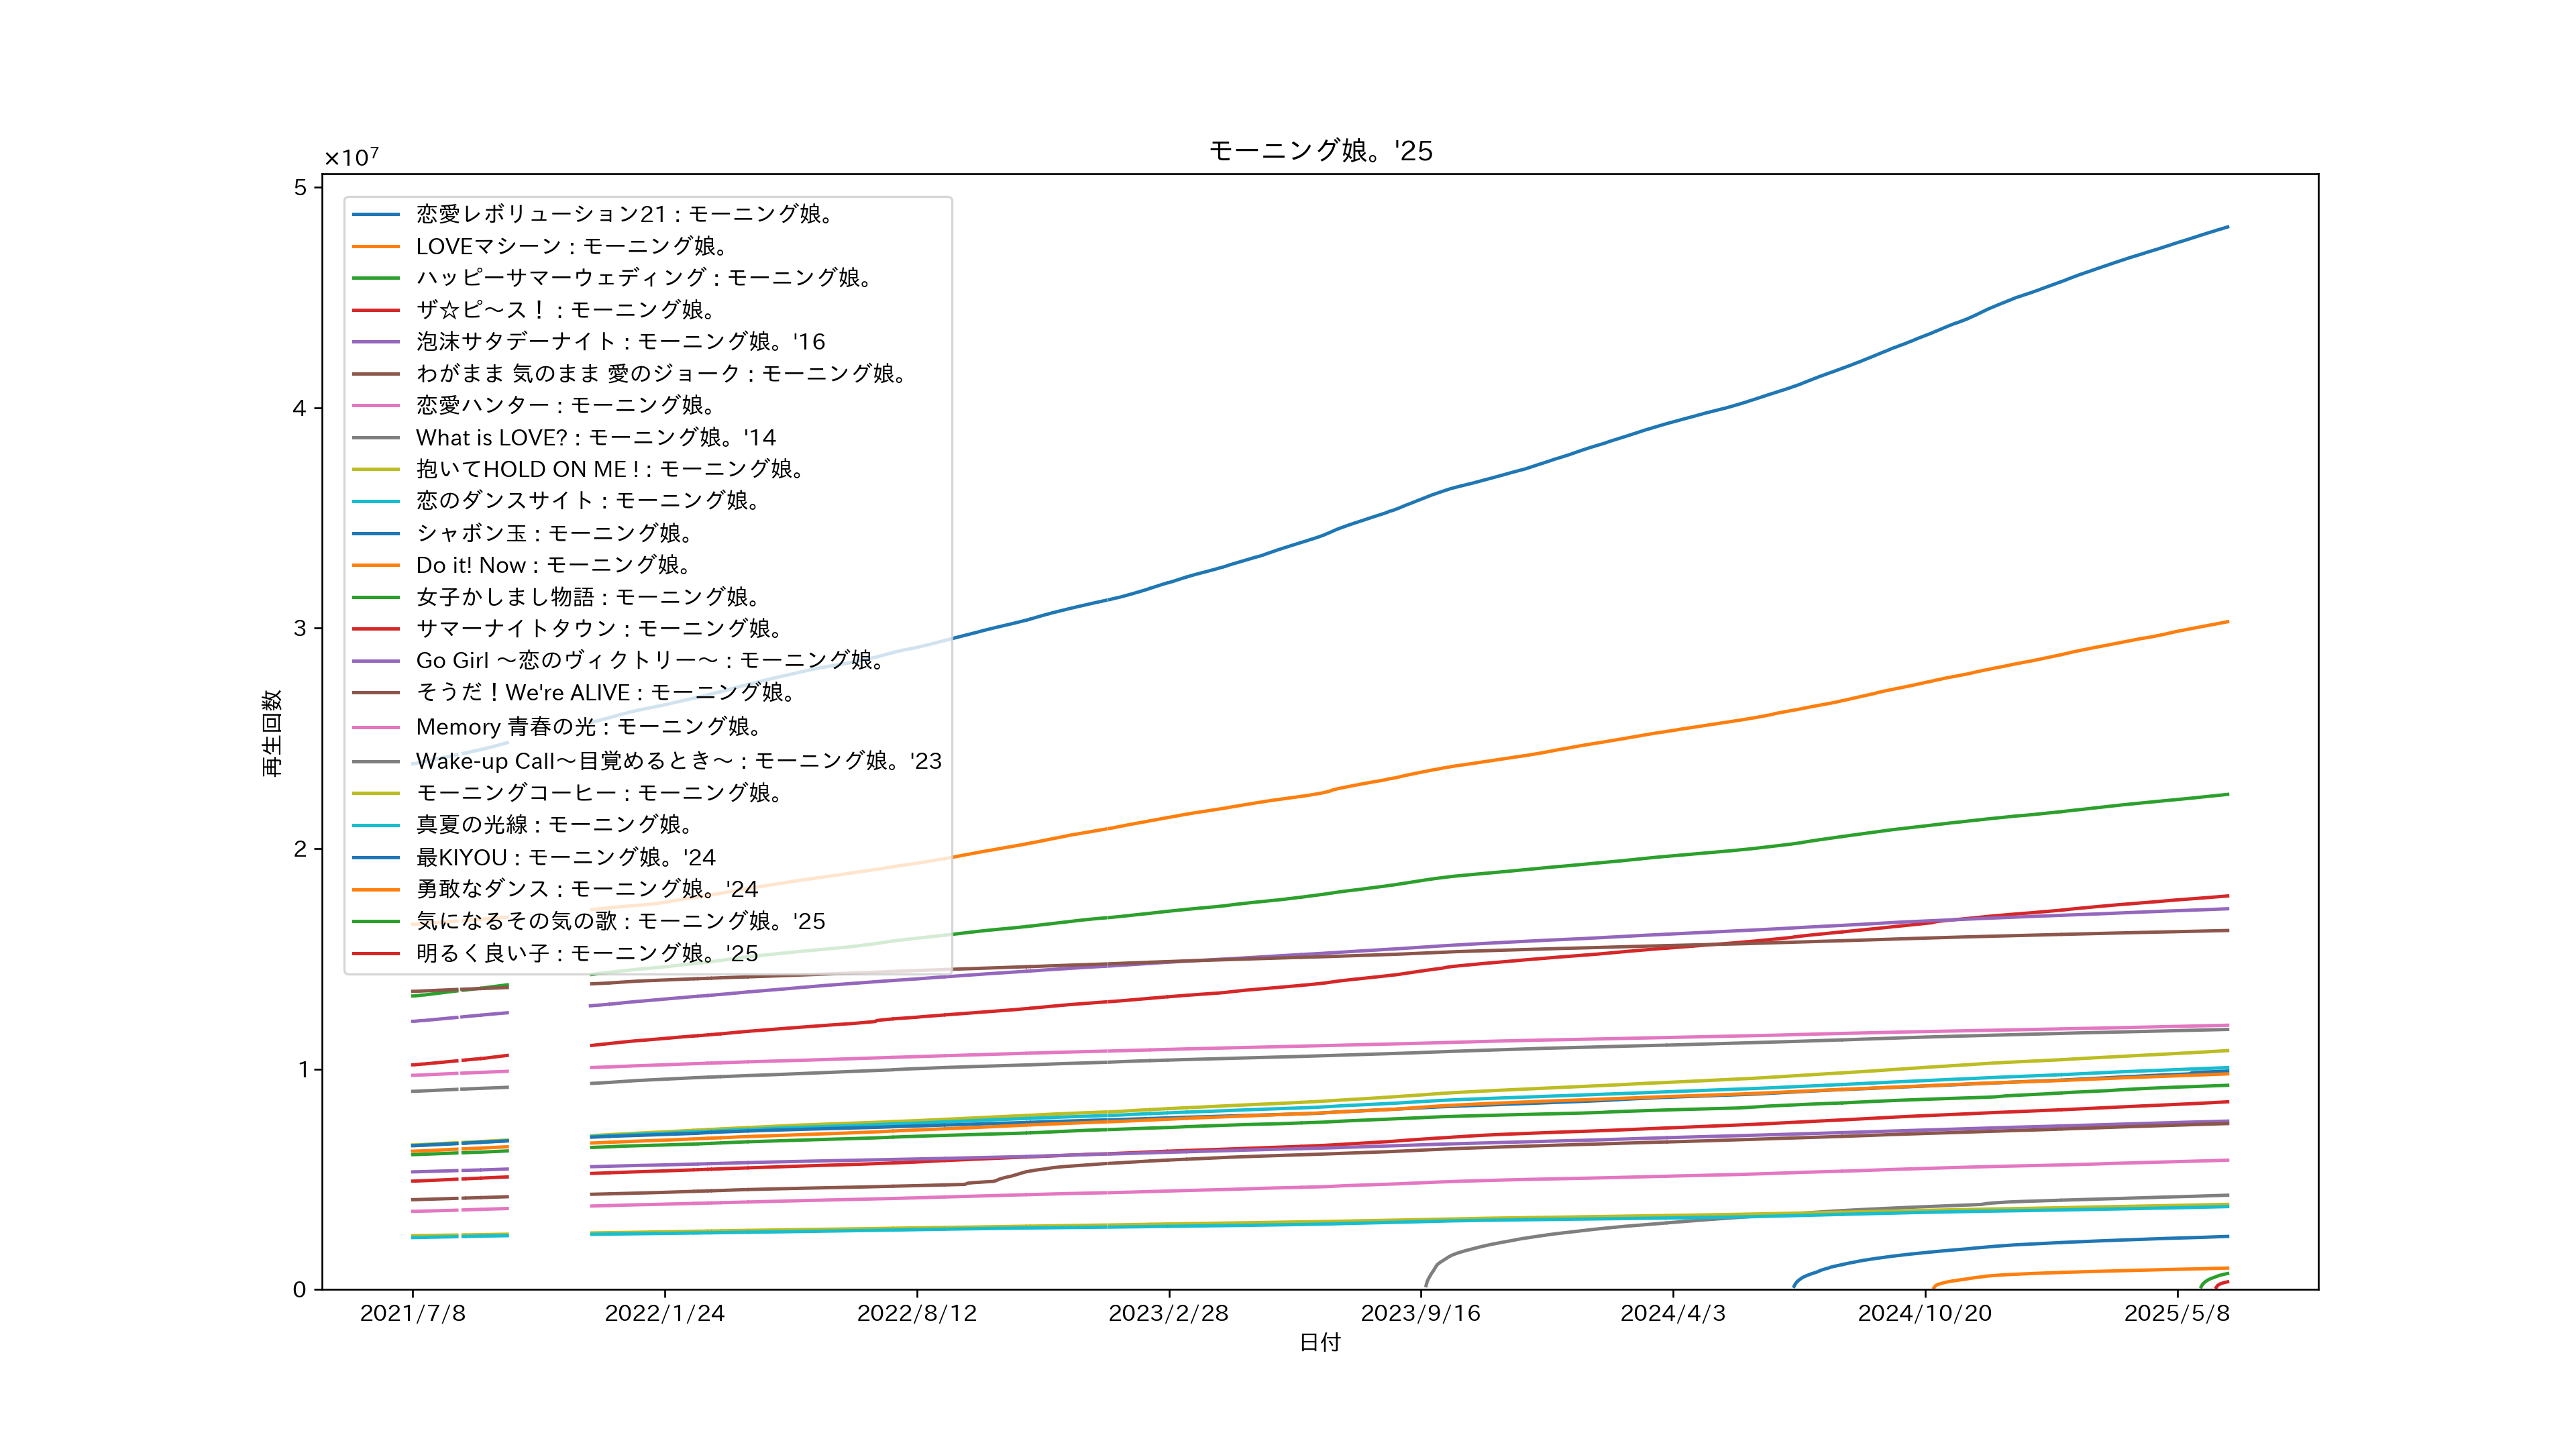 モーニング娘。'25
×10⁷
5
4
3
2
1
0
再生回数
恋愛レボリューション21 : モーニング娘。
LOVEマシーン : モーニング娘。
ハッピーサマーウェディング : モーニング娘。
ザ☆ピ〜ス！ : モーニング娘。
泡沫サタデーナイト : モーニング娘。'16
わがまま 気のまま 愛のジョーク : モーニング娘。
恋愛ハンター : モーニング娘。
What is LOVE? : モーニング娘。'14
抱いてHOLD ON ME ! : モーニング娘。
恋のダンスサイト : モーニング娘。
シャボン玉 : モーニング娘。
Do it! Now : モーニング娘。
女子かしまし物語 : モーニング娘。
サマーナイトタウン : モーニング娘。
Go Girl 〜恋のヴィクトリー〜 : モーニング娘。
そうだ！We're ALIVE : モーニング娘。
Memory 青春の光 : モーニング娘。
Wake-up Call〜目覚めるとき〜 : モーニング娘。'23
モーニングコーヒー : モーニング娘。
真夏の光線 : モーニング娘。
最KIYOU : モーニング娘。'24
勇敢なダンス : モーニング娘。'24
気になるその気の歌 : モーニング娘。'25
明るく良い子 : モーニング娘。'25
2021/7/8 2022/1/24 2022/8/12 2023/2/28 2023/9/16 2024/4/3 2024/10/20 2025/5/8
日付